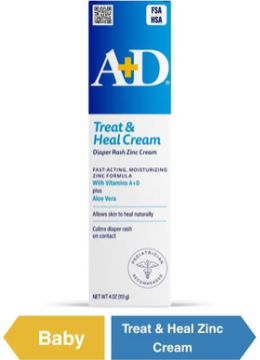 FSA
HSA
A+D®
Treat &
Heal Cream
Diaper Rash Zinc Cream
FAST-ACTING, MOISTURIZING
ZINC FORMULA
With Vitamins A+D
plus
Aloe Vera
Allows skin to heal naturally
Calms diaper rash
on contact
PEDIATRICIAN
RECOMMENDED
NET WT 4 OZ (113 g)
Baby
Treat & Heal Zinc
Cream